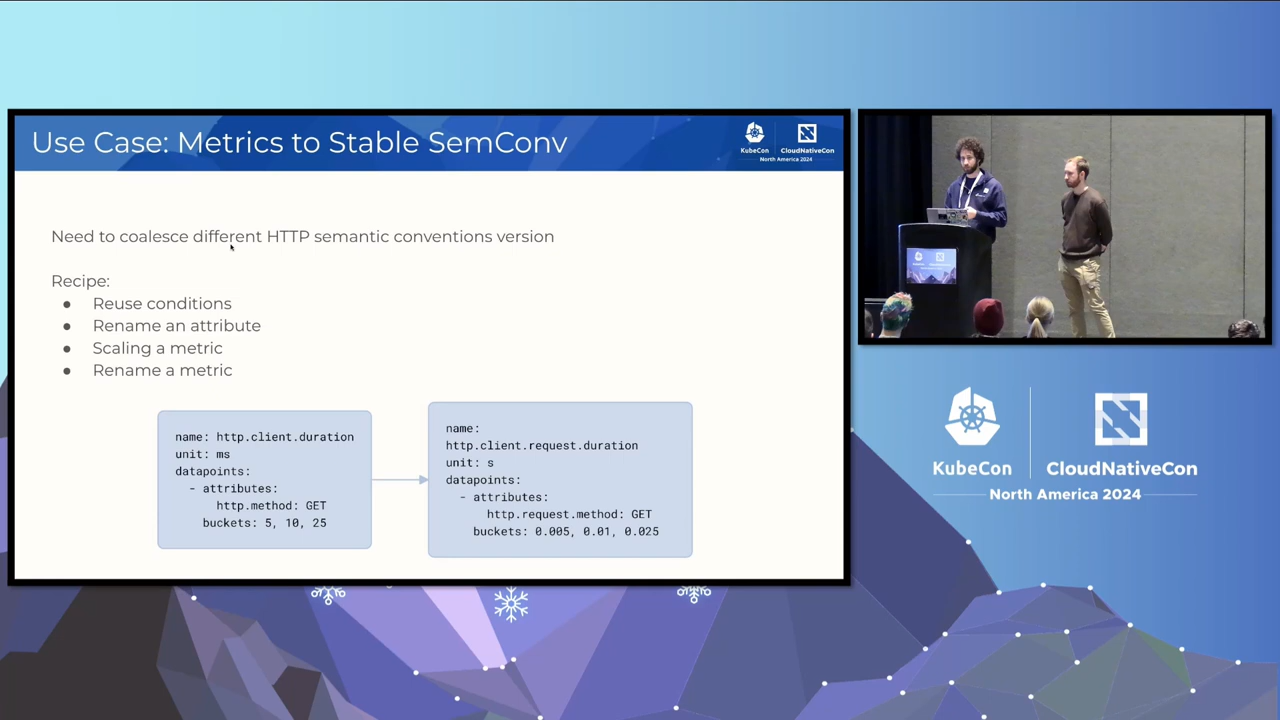 Use Case: Metrics to Stable SemConv
KubeCon
CloudNativeCon
North America 2024
Need to coalesce different HTTP semantic conventions version
Recipe:
● Reuse conditions
● Rename an attribute
● Scaling a metric
● Rename a metric
name: http.client.duration
unit: ms
datapoints:
- attributes:
http.method: GET
buckets: 5, 10, 25
name:
http.client.request.duration
unit: s
datapoints:
- attributes:
http.request.method: GET
buckets: 0.005, 0.01, 0.025
KubeCon
CloudNativeCon
North America 2024